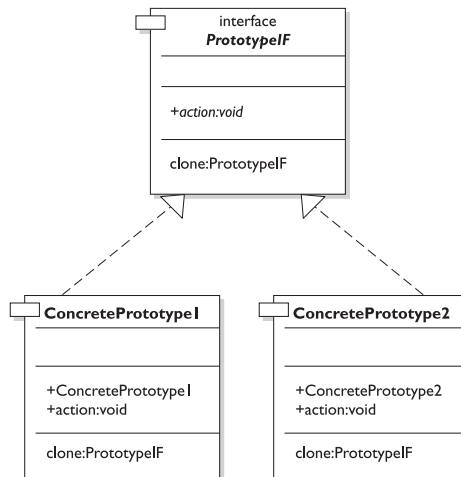 interface
PrototypeIF
+action:void
clone:PrototypeIF
ConcretePrototype1
+ConcretePrototype1
+action:void
clone:PrototypeIF
ConcretePrototype2
+ConcretePrototype2
+action:void
clone:PrototypeIF